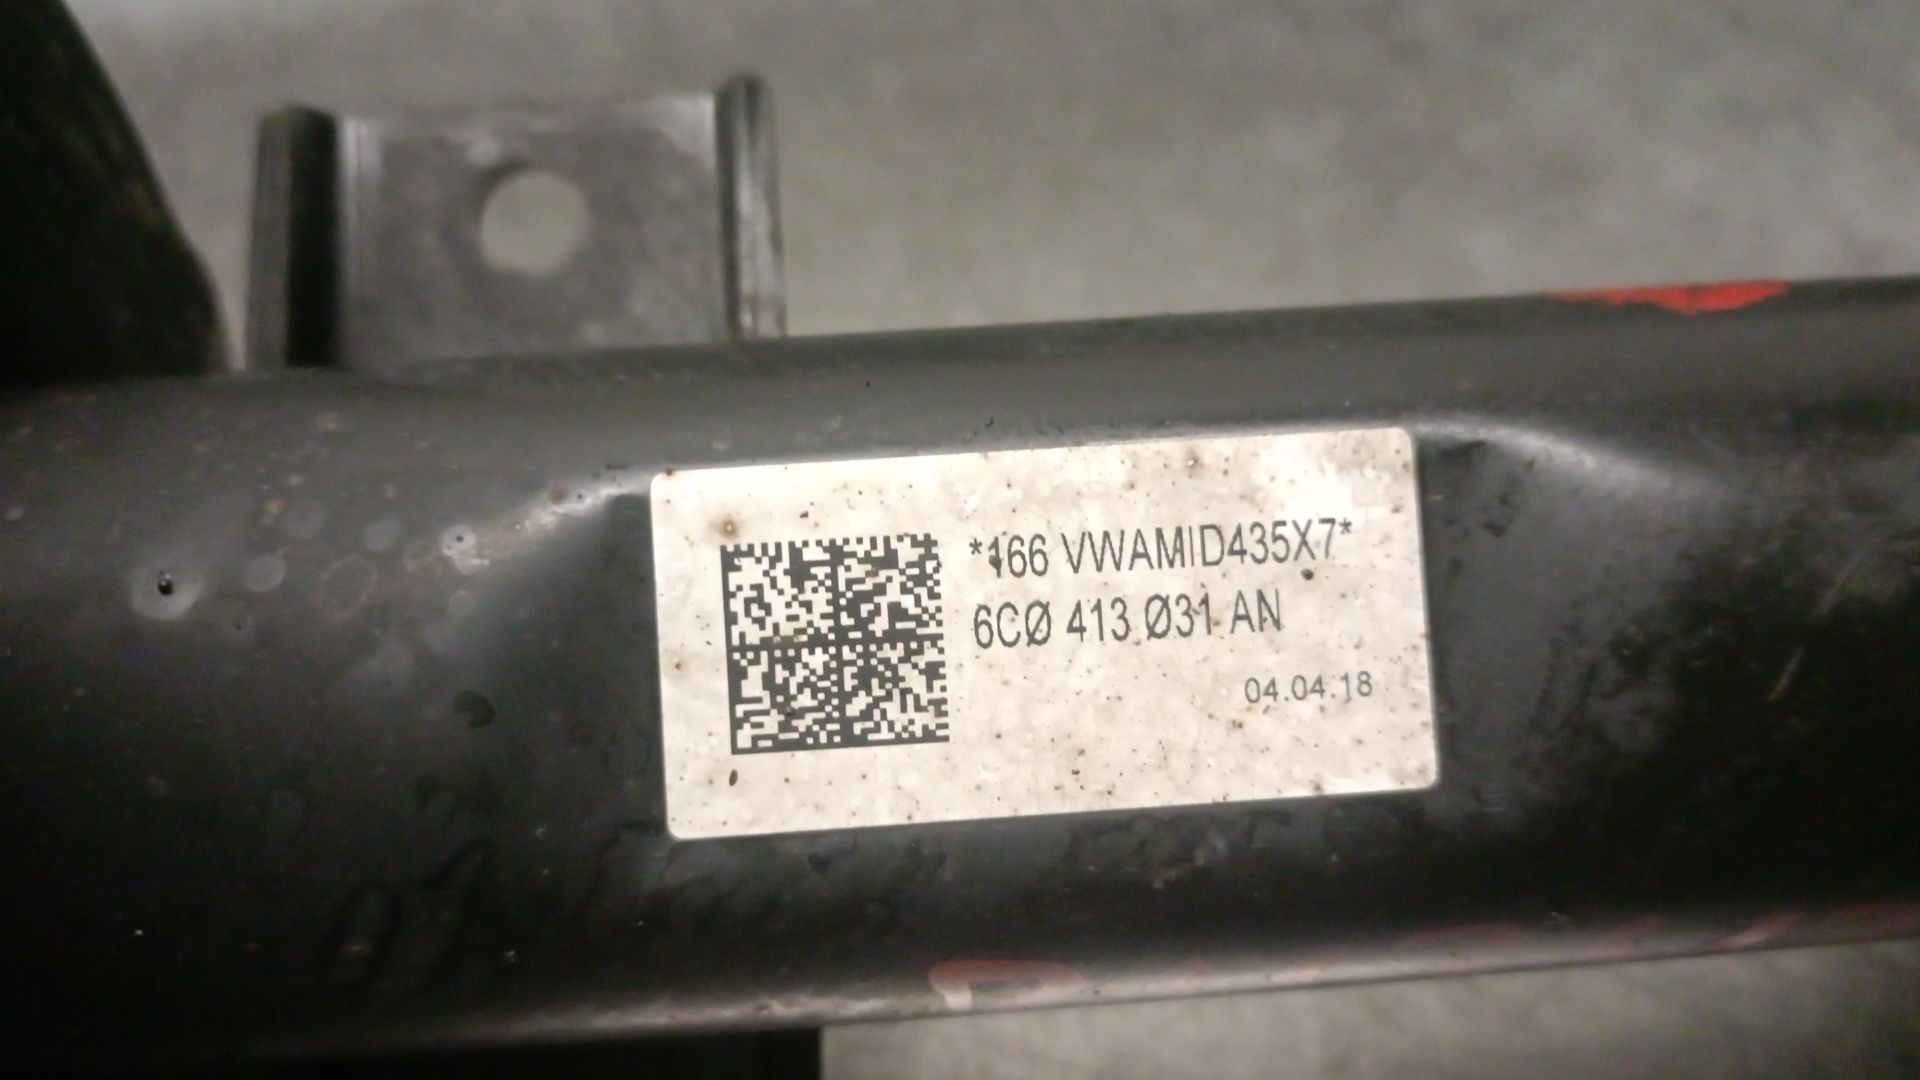 *166 VWAMID435X7*
6CØ 413 Ø31 AN
04.04.18